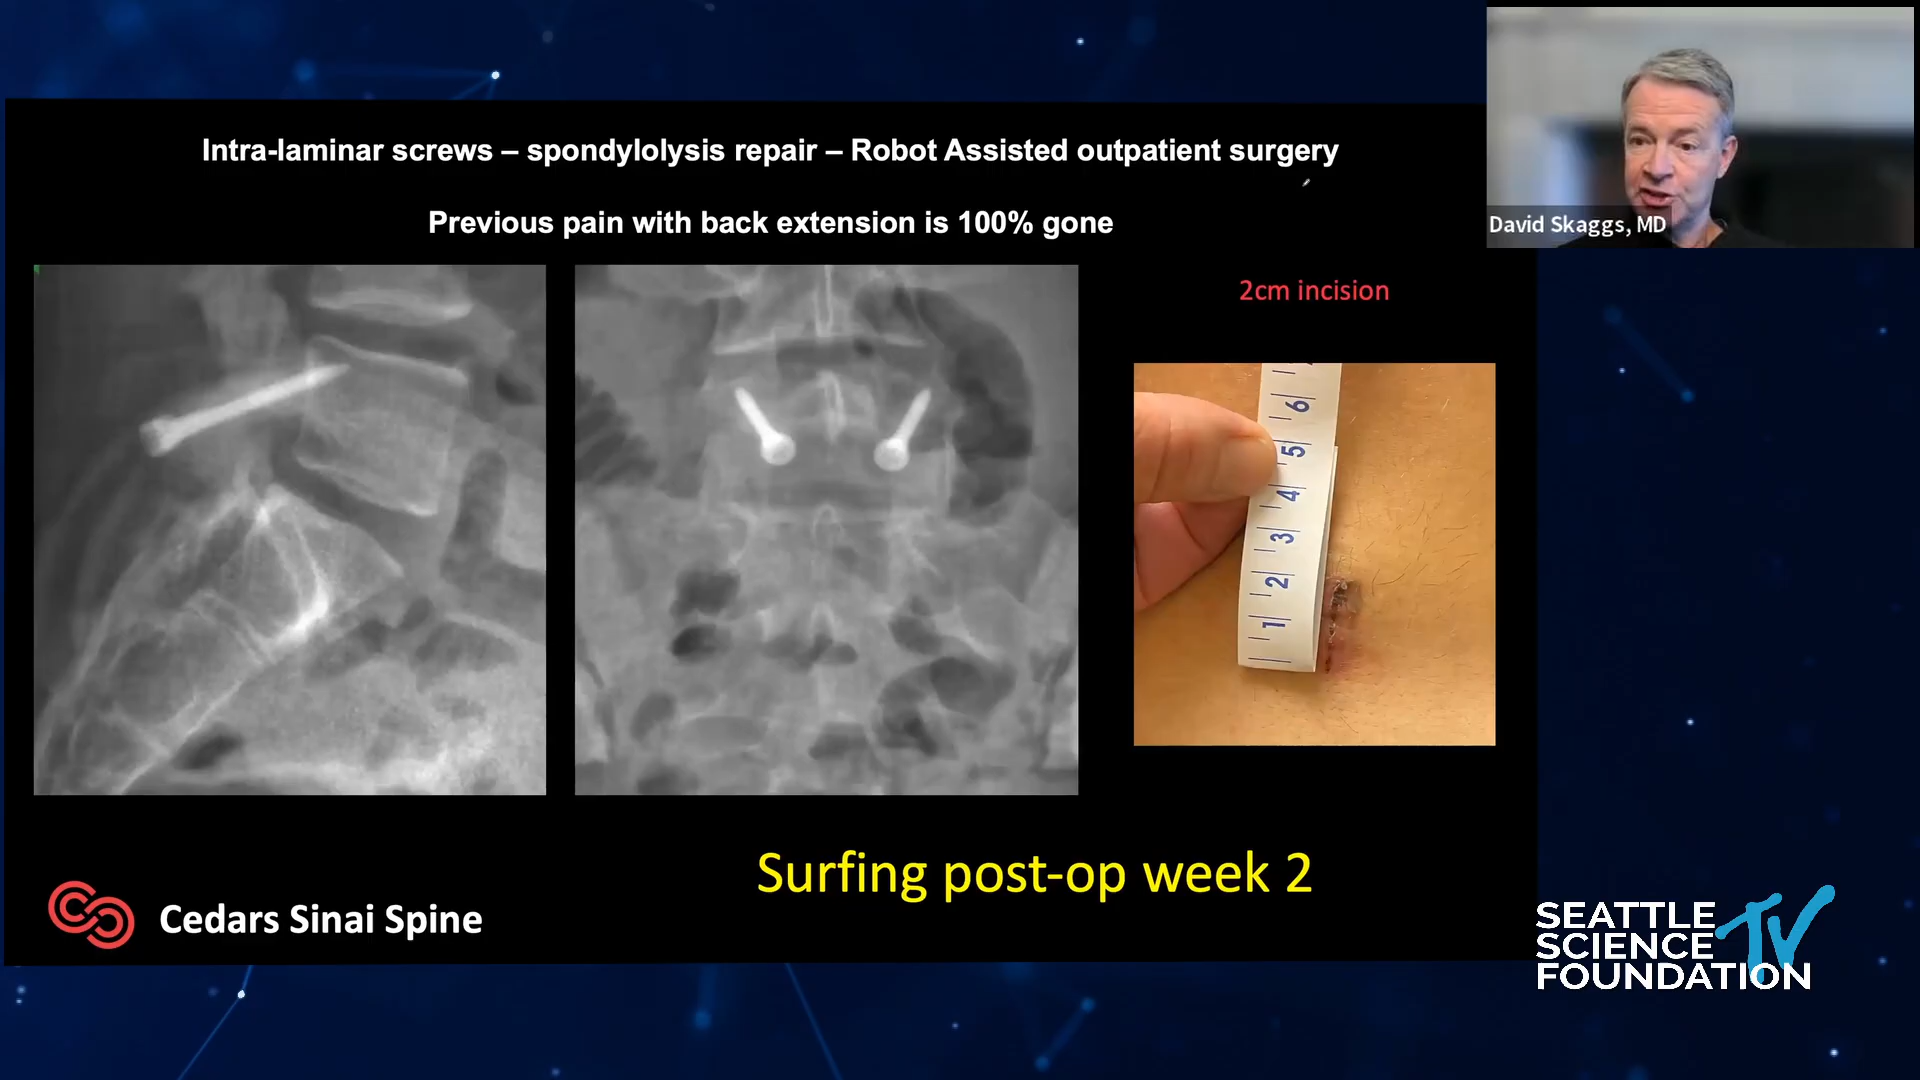 Intra-laminar screws – spondylolysis repair – Robot Assisted outpatient surgery
Previous pain with back extension is 100% gone
David Skaggs, MD
2cm incision
6
5
4
3
2
1
Surfing post-op week 2
Cedars Sinai Spine
SEATTLE
SCIENCE
FOUNDATION
TV